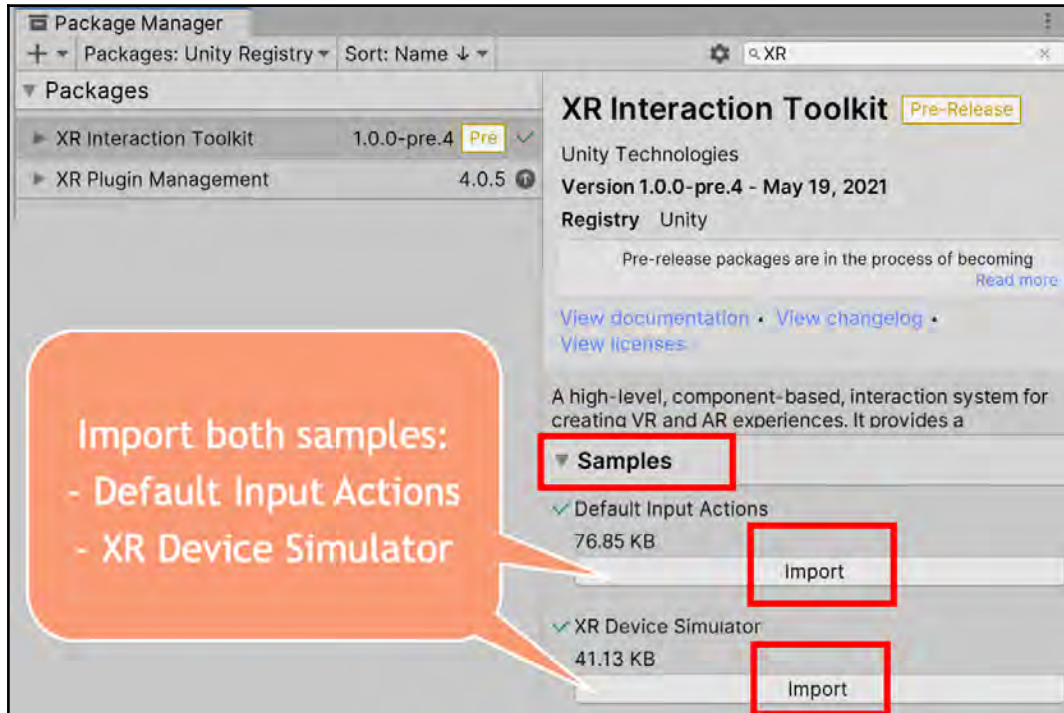 Package Manager
Packages: Unity Registry Sort: Name ↓
XR
Packages
XR Interaction Toolkit 1.0.0-pre.4 Pre
XR Plugin Management 4.0.5
XR Interaction Toolkit Pre-Release
Unity Technologies
Version 1.0.0-pre.4 - May 19, 2021
Registry Unity
Pre-release packages are in the process of becoming
Read more
View documentation • View changelog •
View licenses
A high-level, component-based, interaction system for
creating VR and AR experiences. It provides a
Samples
Default Input Actions
76.85 KB
Import
XR Device Simulator
41.13 KB
Import
Import both samples:
- Default Input Actions
- XR Device Simulator